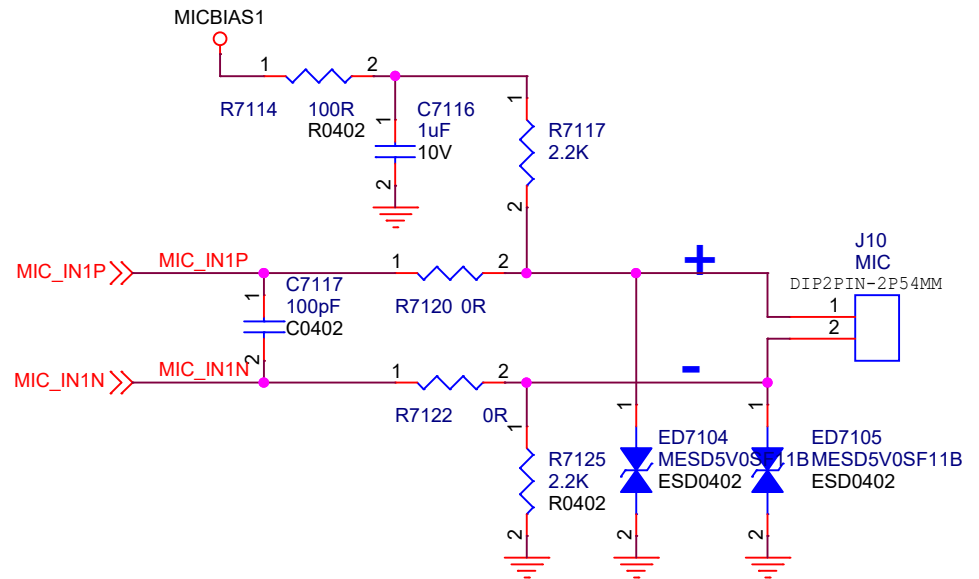 MICBIAS1
1
2
R7114
100R
R0402
1
C7116
1uF
10V
2
1
R7117
2.2K
2
MIC_IN1P
MIC_IN1P
1
2
R7120 0R
+
J10
MIC
DIP2PIN-2P54MM
1
2
1
C7117
100pF
C0402
2
MIC_IN1N
MIC_IN1N
1
2
R7122 0R
-
1
R7125
2.2K
R0402
2
1
ED7104
MESD5V0SF11B
ESD0402
2
1
ED7105
MESD5V0SF11B
ESD0402
2